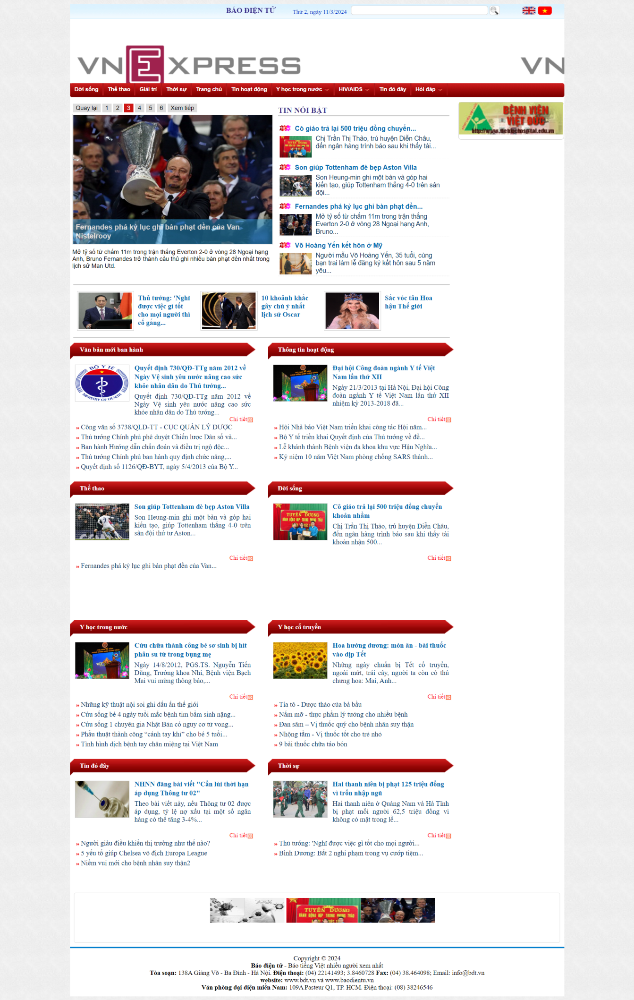 BÁO ĐIỆN TỬ
Thứ 2, ngày 11/3/2024
VNEXPRESS
VN
Đời sống
Thể thao
Giải trí
Thời sự
Trang chủ
Tin hoạt động
Y học trong nước
HIV/AIDS
Tin đó đây
Hỏi đáp
Quay lại 1 2 3 4 5 6 Xem tiếp
Fernandes phá kỷ lục ghi bàn phạt đền của Van
Nistelrooy
Mở tỷ số từ chấm 11m trong trận thắng Everton 2-0 ở vòng 28 Ngoại hạng
Anh, Bruno Fernandes trở thành cầu thủ ghi nhiều bàn phạt đền nhất trong
lịch sử Man Utd.
TIN NỔI BẬT
NEW Cô giáo trả lại 500 triệu đồng chuyển...
TUYÊN DƯƠNG
Chị Trần Thị Thảo, trú huyện Diễn Châu,
đến ngân hàng trình báo sau khi thấy tài...
NEW Son giúp Tottenham đè bẹp Aston Villa
Son Heung-min ghi một bàn và góp hai
kiến tạo, giúp Tottenham thắng 4-0 trên sân
đội...
NEW Fernandes phá kỷ lục ghi bàn phạt đền...
Mở tỷ số từ chấm 11m trong trận thắng
Everton 2-0 ở vòng 28 Ngoại hạng Anh,
Bruno...
NEW Võ Hoàng Yến kết hôn ở Mỹ
Người mẫu Võ Hoàng Yến, 35 tuổi, cùng
bạn trai làm lễ đăng ký kết hôn sau 5 năm
yêu...
BỆNH VIỆN
VIỆT ĐỨC
http://www.vietduchospital.edu.vn
Thủ tướng: 'Nghĩ
được việc gì tốt
cho mọi người thì
cố gắng...
10 khoảnh khắc
gây chú ý nhất
lịch sử Oscar
Sắc vóc tân Hoa
hậu Thế giới
Văn bản mới ban hành
BỘ Y TẾ
MINISTRY OF HEALTH
Quyết định 730/QĐ-TTg năm 2012 về
Ngày Vệ sinh yêu nước nâng cao sức
khỏe nhân dân do Thủ tướng...
Quyết định 730/QĐ-TTg năm 2012 về
Ngày Vệ sinh yêu nước nâng cao sức
khỏe nhân dân do Thủ tướng...
Chi tiết
Công văn số 3738/QLD-TT - CỤC QUẢN LÝ DƯỢC
Thủ tướng Chính phủ phê duyệt Chiến lược Dân số và...
Ban hành Hướng dẫn chẩn đoán và điều trị ngộ độc...
Thủ tướng Chính phủ ban hành quy định chức năng,...
Quyết định số 1126/QĐ-BYT, ngày 5/4/2013 của Bộ Y...
Thông tin hoạt động
VIỆT
Đại hội Công đoàn ngành Y tế Việt
Nam lần thứ XII
Ngày 21/3/2013 tại Hà Nội, Đại hội Công
đoàn ngành Y tế Việt Nam lần thứ XII
nhiệm kỳ 2013-2018 đã...
Chi tiết
Hội Nhà báo Việt Nam triển khai công tác Hội năm...
Bộ Y tế triển khai Quyết định của Thủ tướng về đề...
Lễ khánh thành Bệnh viện đa khoa khu vực Hậu Nghĩa...
Kỷ niệm 10 năm Việt Nam phòng chống SARS thành...
Thể thao
Son giúp Tottenham đè bẹp Aston Villa
Son Heung-min ghi một bàn và góp hai
kiến tạo, giúp Tottenham thắng 4-0 trên
sân đội thứ tư Aston...
Chi tiết
Fernandes phá kỷ lục ghi bàn phạt đền của Van...
Đời sống
TUYÊN DƯƠNG
HÀNH ĐỘNG ĐẸP - TRONG PHONG TRÀO
Cô giáo trả lại 500 triệu đồng chuyển
khoản nhầm
Chị Trần Thị Thảo, trú huyện Diễn Châu,
đến ngân hàng trình báo sau khi thấy tài
khoản nhận 500...
Chi tiết
Y học trong nước
VIỆT
Cứu chữa thành công bé sơ sinh bị hít
phân su từ trong bụng mẹ
Ngày 14/8/2012, PGS.TS. Nguyễn Tiến
Dũng, Trưởng khoa Nhi, Bệnh viện Bạch
Mai vui mừng thông báo,...
Chi tiết
Những kỹ thuật nội soi ghi dấu ấn thế giới
Cứu sống bé 4 ngày tuổi mắc bệnh tim bẩm sinh nặng...
Cứu sống 1 chuyên gia Nhật Bản có nguy cơ tử vong...
Phẫu thuật thành công “cánh tay khỉ” cho bé 5 tuổi...
Tình hình dịch bệnh tay chân miệng tại Việt Nam
Y học cổ truyền
Hoa hướng dương: món ăn - bài thuốc
vào dịp Tết
Những ngày chuẩn bị Tết cổ truyền,
ngoài mứt, trái cây, người ta còn có thú
chưng hoa: Mai, Anh...
Chi tiết
Tía tô - Dược thảo của bà bầu
Nấm mỡ - thực phẩm lý tưởng cho nhiều bệnh
Đan sâm – Vị thuốc quý cho bệnh nhân suy thận
Nhộng tằm - Vị thuốc tốt cho trẻ nhỏ
9 bài thuốc chữa táo bón
Tin đó đây
NHNN đăng bài viết "Cần lùi thời hạn
áp dụng Thông tư 02"
Theo bài viết này, nếu Thông tư 02 được
áp dụng, tỷ lệ nợ xấu tại một số ngân
hàng có thể tăng 3-4%...
Chi tiết
Người giàu điều khiển thị trường như thế nào?
5 yếu tố giúp Chelsea vô địch Europa League
Niềm vui mới cho bệnh nhân suy thận2
Thời sự
Hai thanh niên bị phạt 125 triệu đồng
vì trốn nhập ngũ
Hai thanh niên ở Quảng Nam và Hà Tĩnh
bị phạt mỗi người 62,5 triệu đồng vì
không có mặt trong lễ...
Chi tiết
Thủ tướng: 'Nghĩ được việc gì tốt cho mọi người...
Bình Dương: Bắt 2 nghi phạm trong vụ cướp tiệm...
TUYÊN DƯƠNG
HÀNH ĐỘNG ĐẸP - TRONG PHONG TRÀO
Copyright © 2024
Báo điện tử - Báo tiếng Việt nhiều người xem nhất
Tòa soạn: 138A Giảng Võ - Ba Đình - Hà Nội. Điện thoại: (04) 22141493; 3.8460728 Fax: (04) 38.464098; Email: info@bdt.vn
website: www.bdt.vn và www.baodientu.vn
Văn phòng đại diện miền Nam: 109A Pasteur Q1, TP. HCM. Điện thoại: (08) 38246546